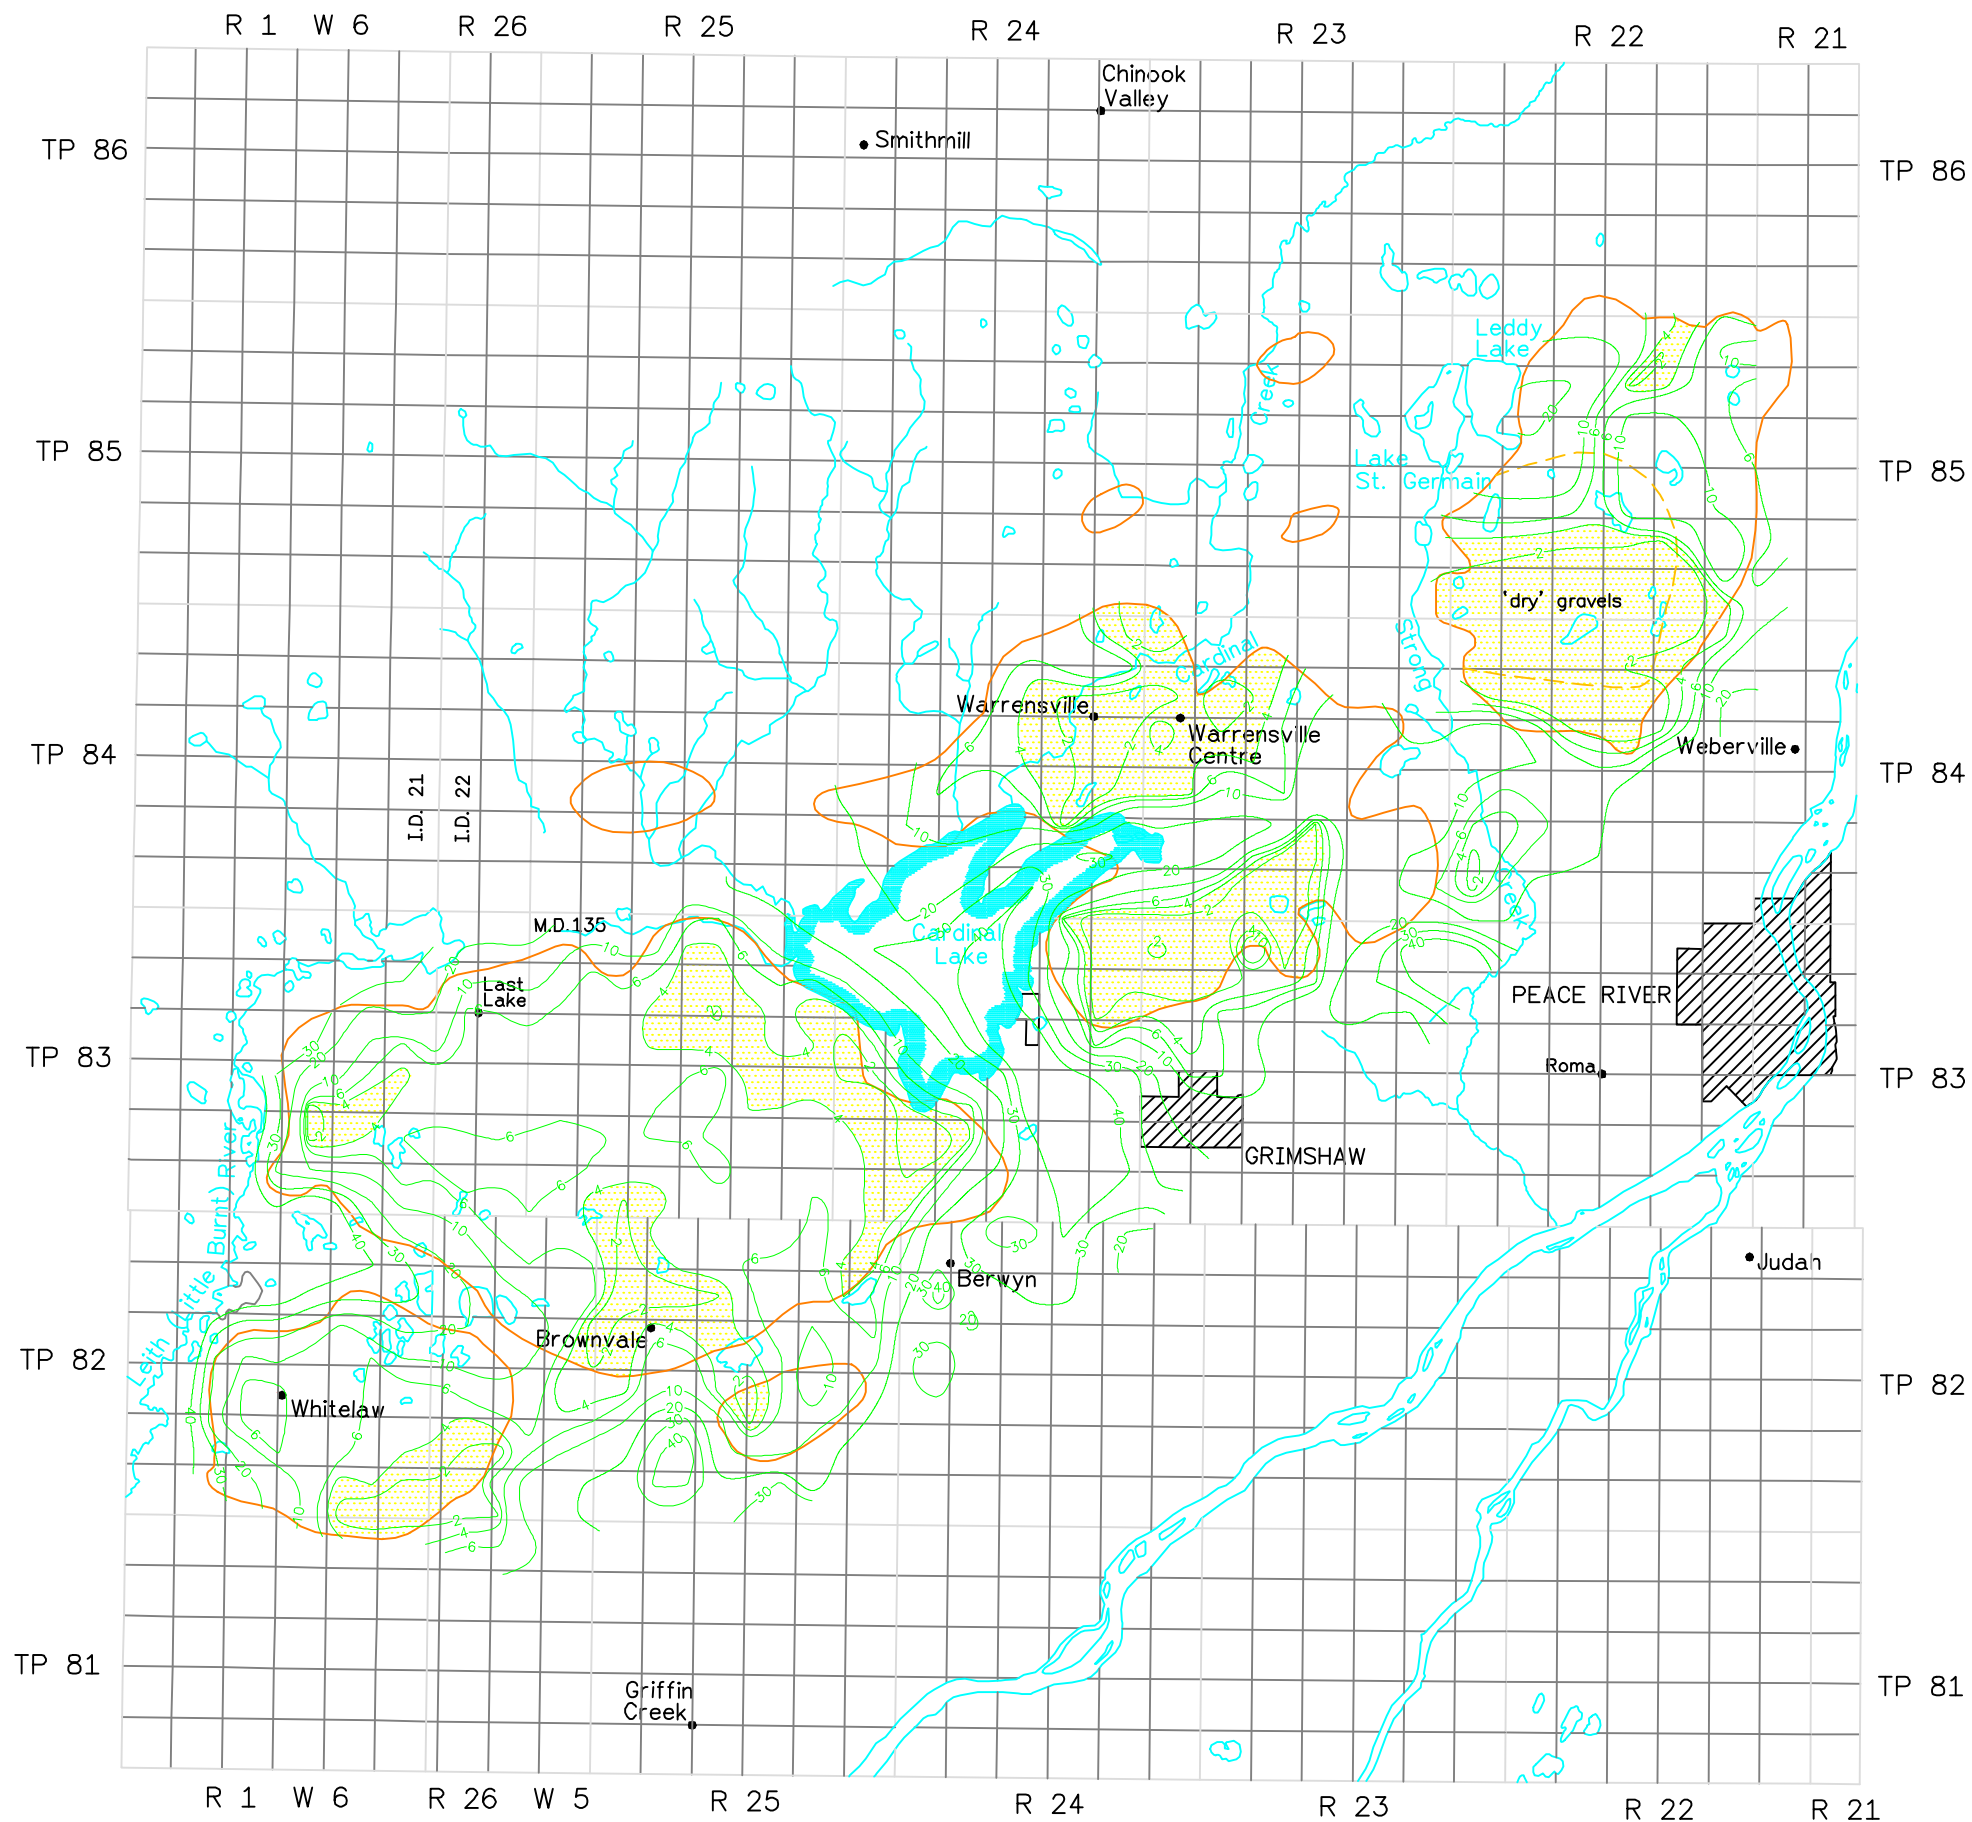 R 1 W 6 R 26 R 25 R 24 R 23 R 22 R 21
Chinook
Valley
Smithmill
TP 86 TP 86
Leddy
Lake
Creek
TP 85 TP 85
Lake
St. Germain
'dry' gravels
Cardinal
Strong
Warrensville
Warrensville
Centre
Weberville
TP 84 TP 84
I.D. 21
I.D. 22
Creek
M.D.135
Cardinal
Lake
Last
Lake
PEACE RIVER
Roma
TP 83 TP 83
GRIMSHAW
Leith (Little Burnt) River
Judah
Berwyn
Brownvale
TP 82 TP 82
Whitelaw
TP 81 TP 81
Griffin
Creek
R 1 W 6 R 26 W 5 R 25 R 24 R 23 R 22 R 21